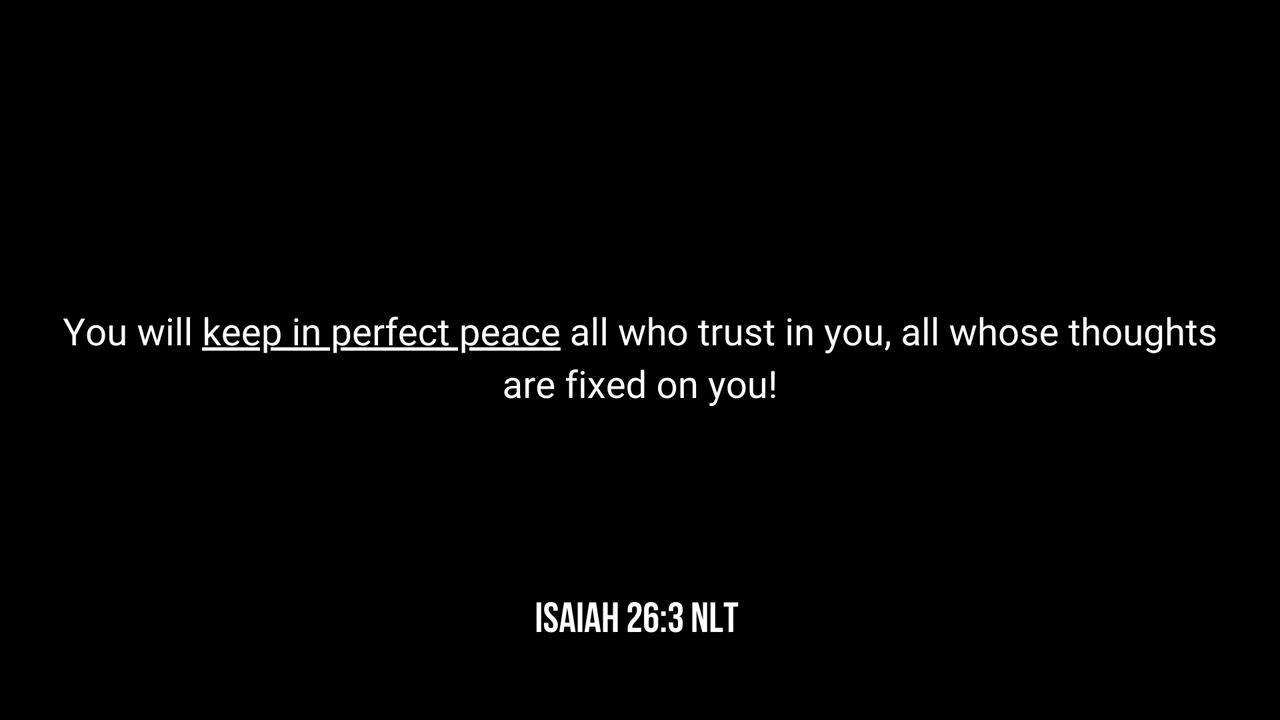 You will keep in perfect peace all who trust in you, all whose thoughts
are fixed on you!
ISAIAH 26:3 NLT